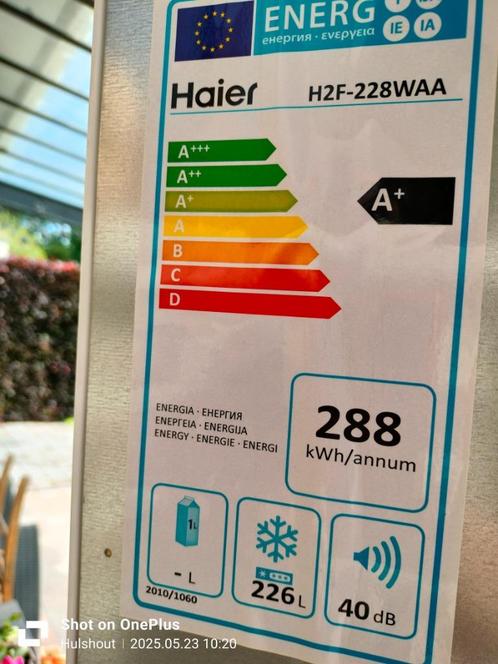 ENERG
енергия · ενεργεια
IE
IA
Haier
H2F-228WAA
A+++
A++
A+
A
B
C
D
A+
ENERGIA · ЕНЕРГИЯ
ΕΝΕΡΓΕΙΑ · ENERGIJA
ENERGY · ENERGIE · ENERGI
288
kWh/annum
1L
- L
226 L
40 dB
2010/1060
Shot on OnePlus
Hulshout | 2025.05.23 10:20